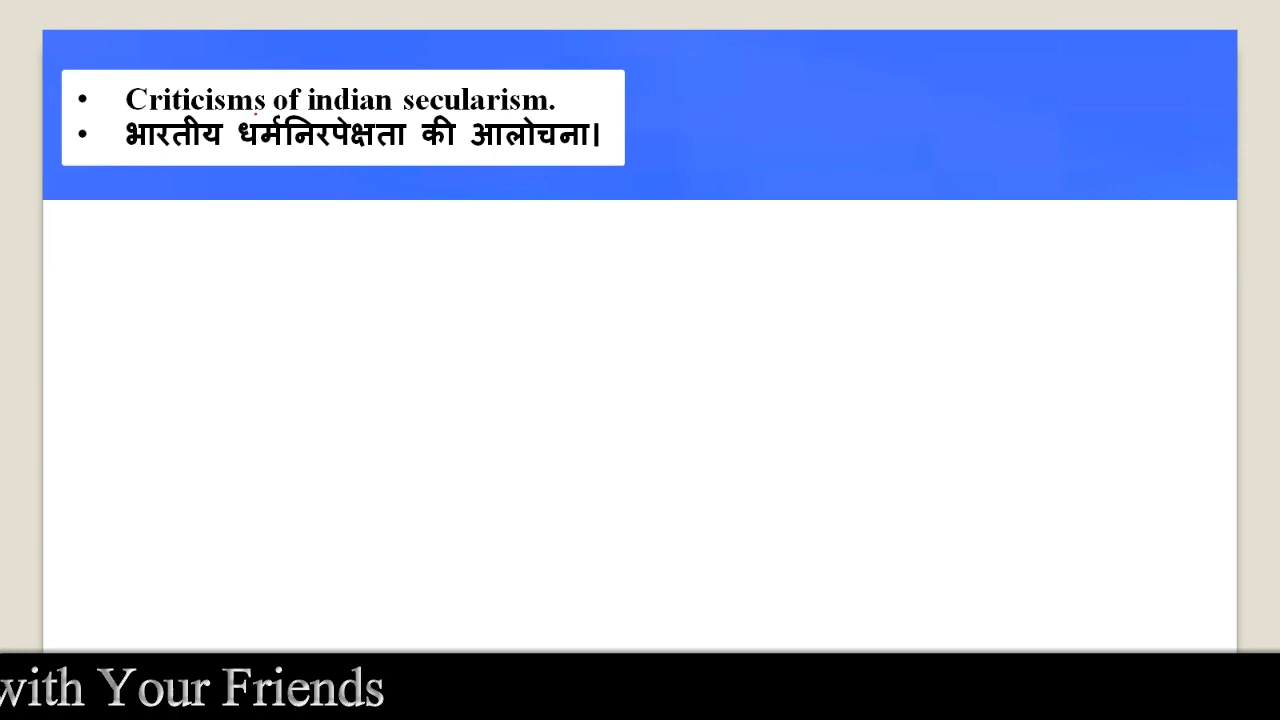 • Criticisms of indian secularism.
• भारतीय धर्मनिरपेक्षता की आलोचना।
with Your Friends